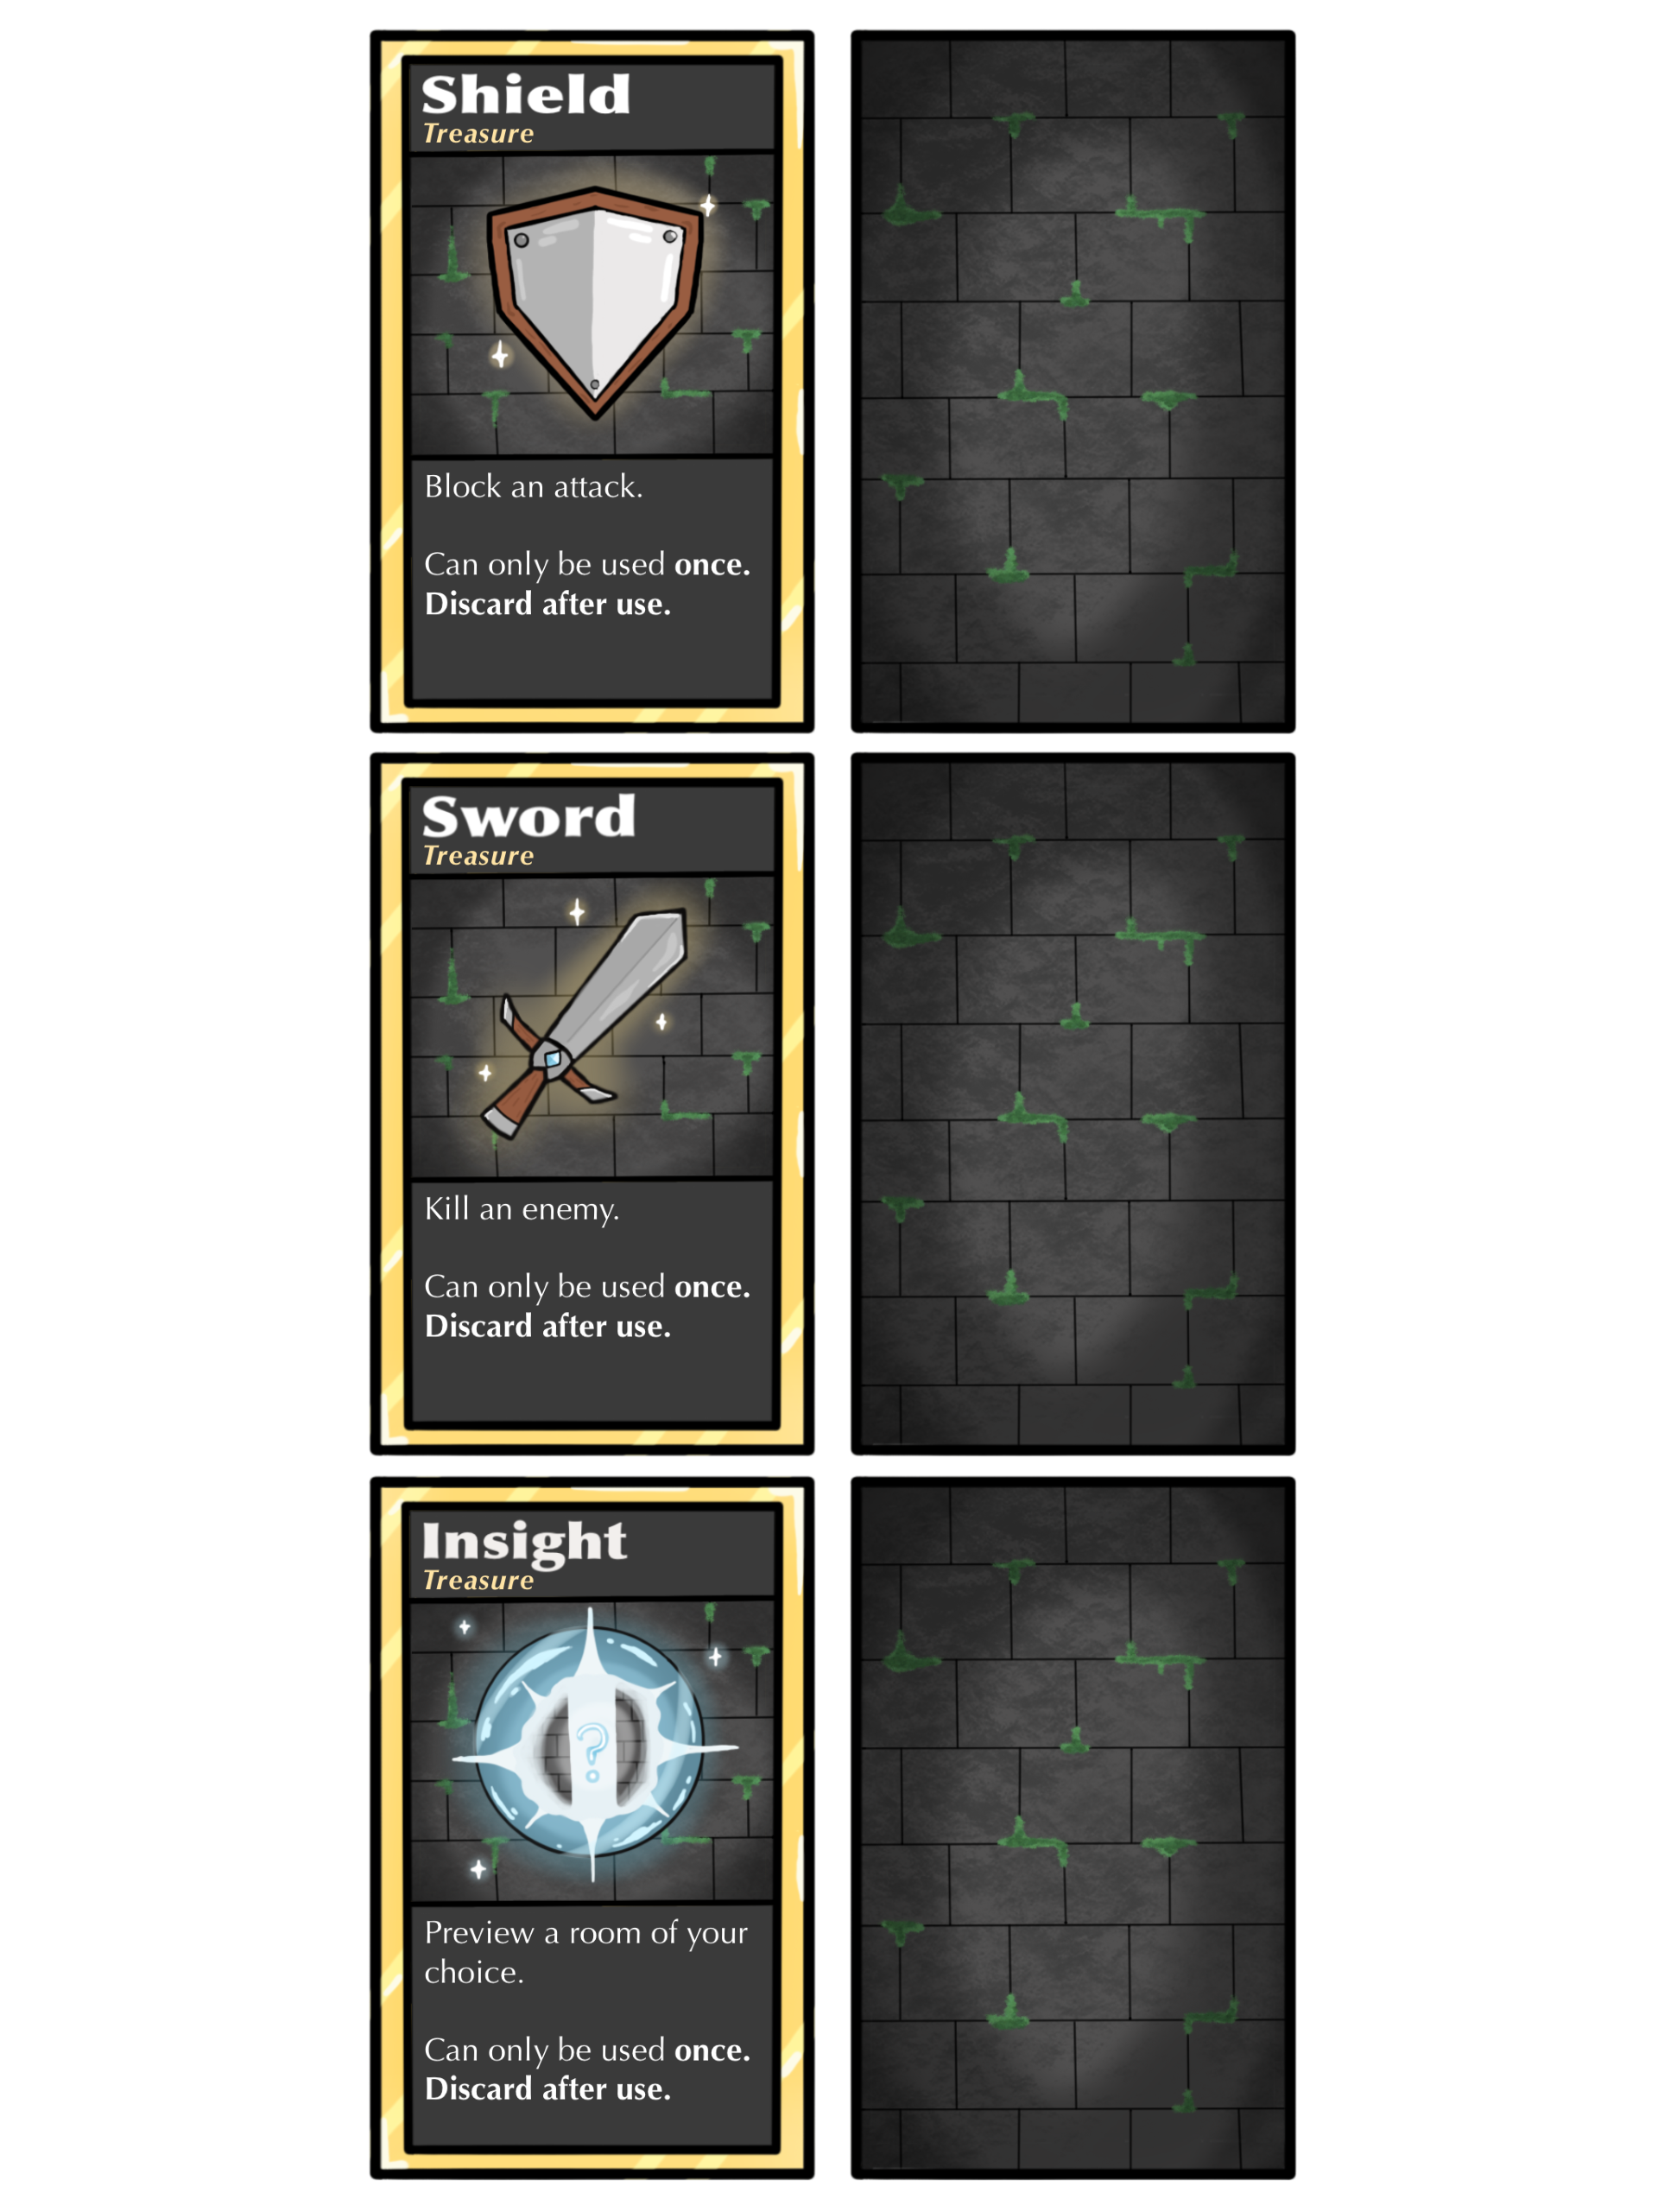 Shield
Treasure
Block an attack.
Can only be used once.
Discard after use.
Sword
Treasure
Kill an enemy.
Can only be used once.
Discard after use.
Insight
Treasure
?
Preview a room of your
choice.
Can only be used once.
Discard after use.